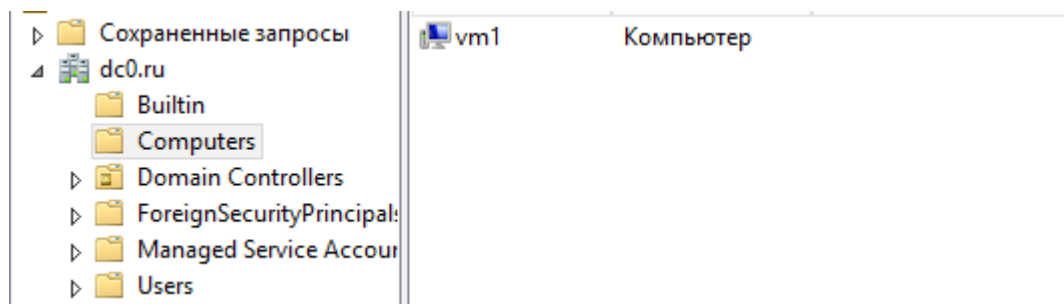 Сохраненные запросы
dc0.ru
Builtin
Computers
Domain Controllers
ForeignSecurityPrincipals
Managed Service Accour
Users
vm1 Компьютер